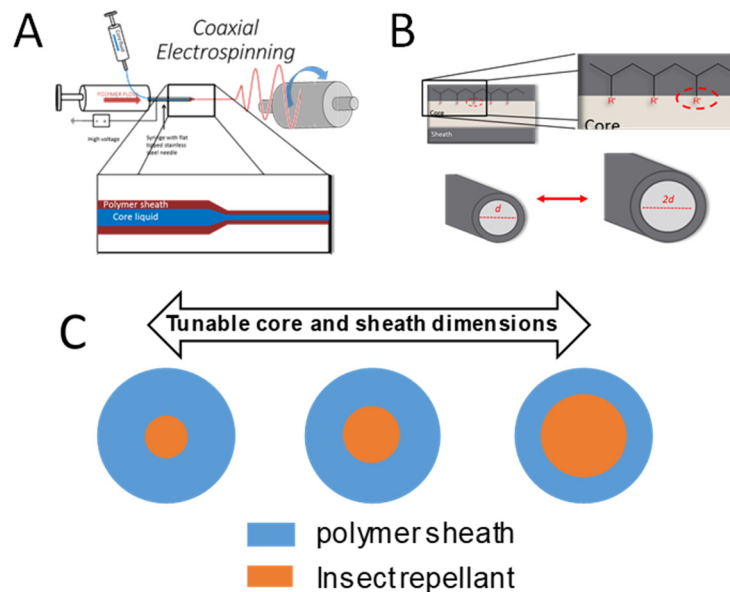 A
Coaxial
Electrospinning
POLYMER FLOW
High voltage
Syringe with flat
tipped stainless
steel needle
Polymer sheath
Core liquid
B
R R R R R
Core
Sheath
R R R
Core
d
2d
C
Tunable core and sheath dimensions
polymer sheath
Insect repellant